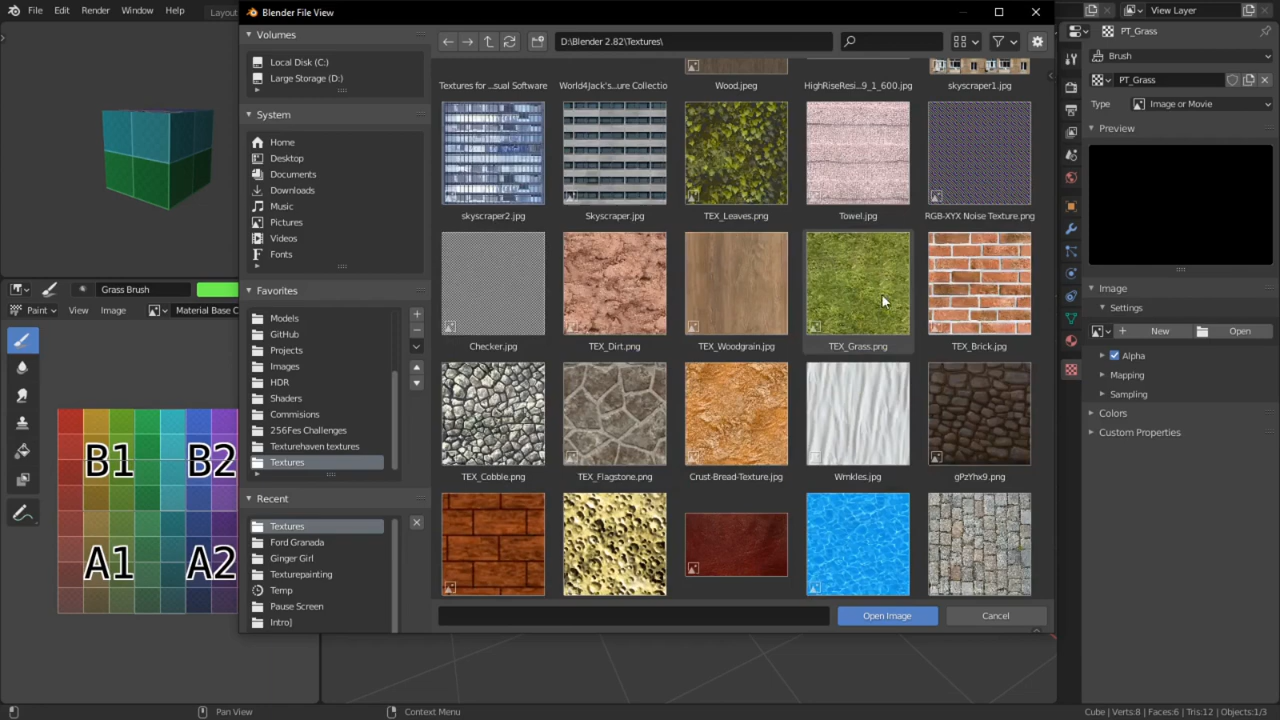 File Edit Render Window Help Layout
Blender File View
View Layer
Volumes
Local Disk (C:)
Large Storage (D:)
System
Home
Desktop
Documents
Downloads
Music
Pictures
Videos
Fonts
Favorites
Models
GitHub
Projects
Images
HDR
Shaders
Commisions
256Fes Challenges
Texturehaven textures
Textures
Recent
Textures
Ford Granada
Ginger Girl
Texturepainting
Temp
Pause Screen
Intro]
D:\Blender 2.82\Textures\
Textures for ...sual Software World4Jack's...ure Collectio Wood.jpeg HighRiseResi...9_1_600.jpg skyscraper1.jpg
skyscraper2.jpg Skyscraper.jpg TEX_Leaves.png Towel.jpg RGB-XYX Noise Texture.png
Checker.jpg TEX_Dirt.png TEX_Woodgrain.jpg TEX_Grass.png TEX_Brick.jpg
TEX_Cobble.png TEX_Flagstone.png Crust-Bread-Texture.jpg Wrnkles.jpg gPzYhx9.png
Open Image Cancel
Grass Brush
Paint View Image Material Base C
B1 B2
A1 A2
PT_Grass
Brush
PT_Grass
Type Image or Movie
Preview
Image
Settings
New Open
Alpha
Mapping
Sampling
Colors
Custom Properties
Pan View Context Menu Cube | Verts:8 | Faces:6 | Tris:12 | Objects:1/3